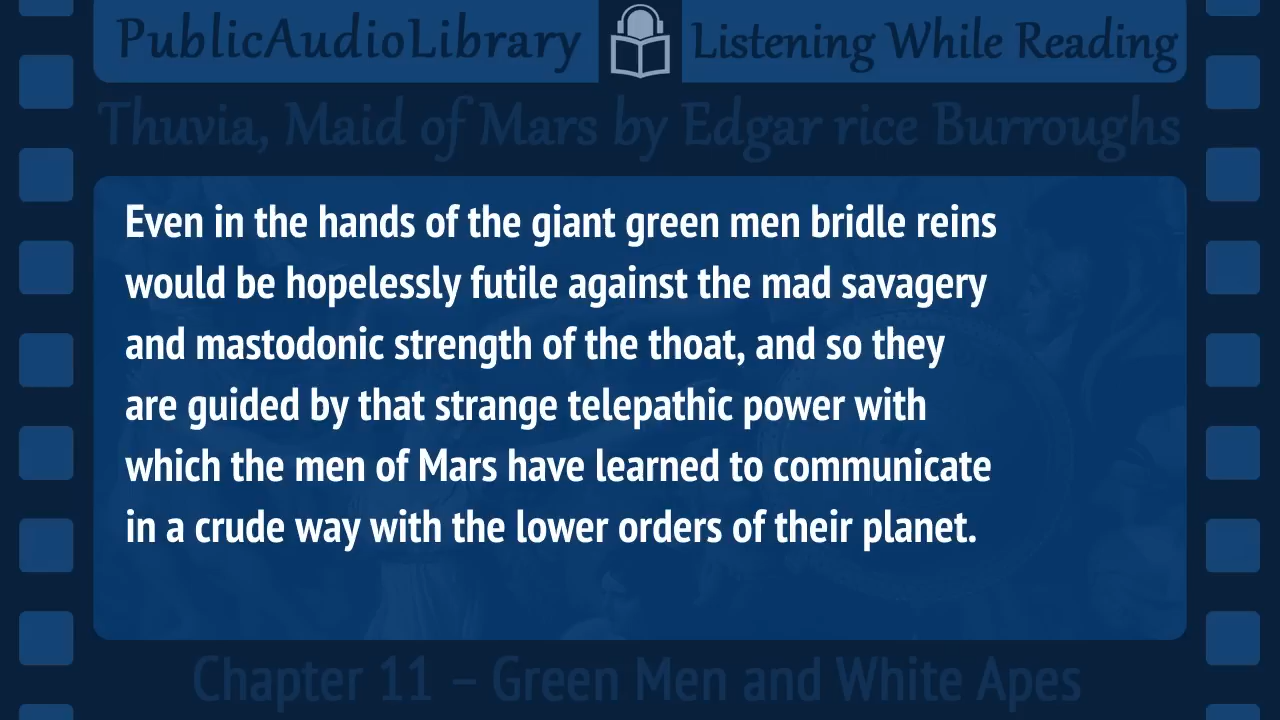 PublicAudioLibrary Listening While Reading
Thuvia, Maid of Mars by Edgar rice Burroughs
Even in the hands of the giant green men bridle reins
would be hopelessly futile against the mad savagery
and mastodonic strength of the thoat, and so they
are guided by that strange telepathic power with
which the men of Mars have learned to communicate
in a crude way with the lower orders of their planet.
Chapter 11 – Green Men and White Apes